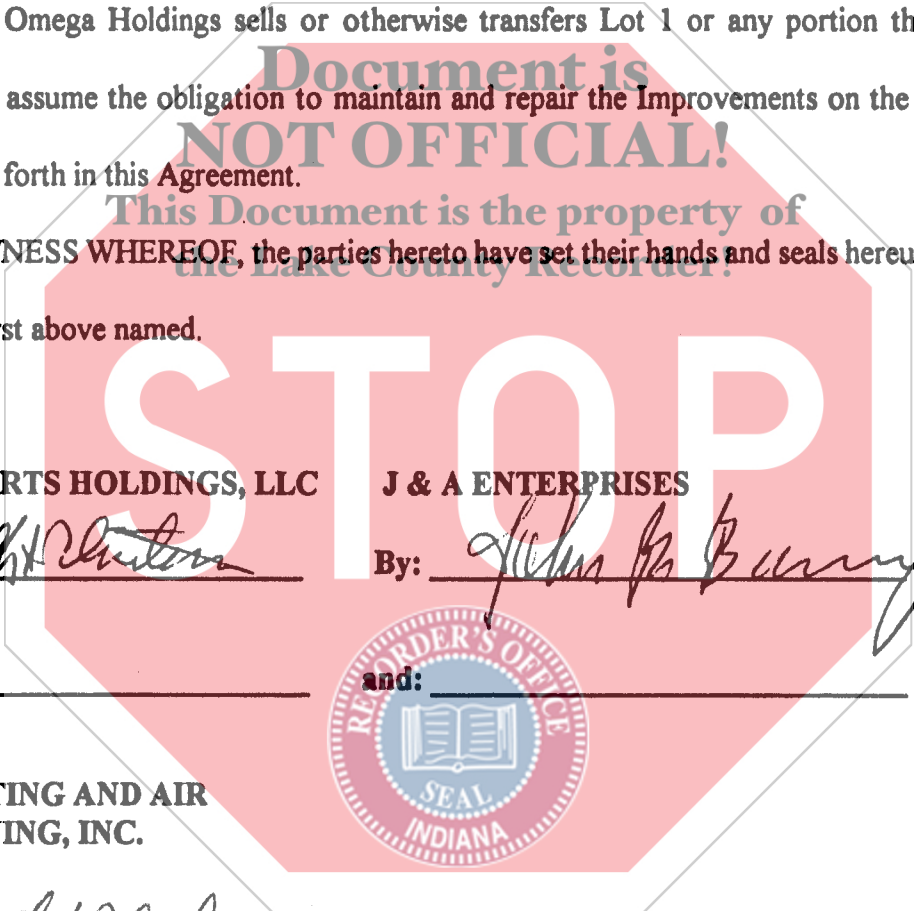 Omega Holdings sells or otherwise transfers Lot 1 or any portion th
Document is
assume the obligation to maintain and repair the Improvements on the
NOT OFFICIAL!
forth in this Agreement.
This Document is the property of
NESS WHEREOF, the parties hereto have set their hands and seals hereu
the Lake County Recorder!
rst above named.
STOP
RTS HOLDINGS, LLC J & A ENTERPRISES
By: John
and:
RECORDER'S OFFICE
SEAL
INDIANA
TING AND AIR
ING, INC.